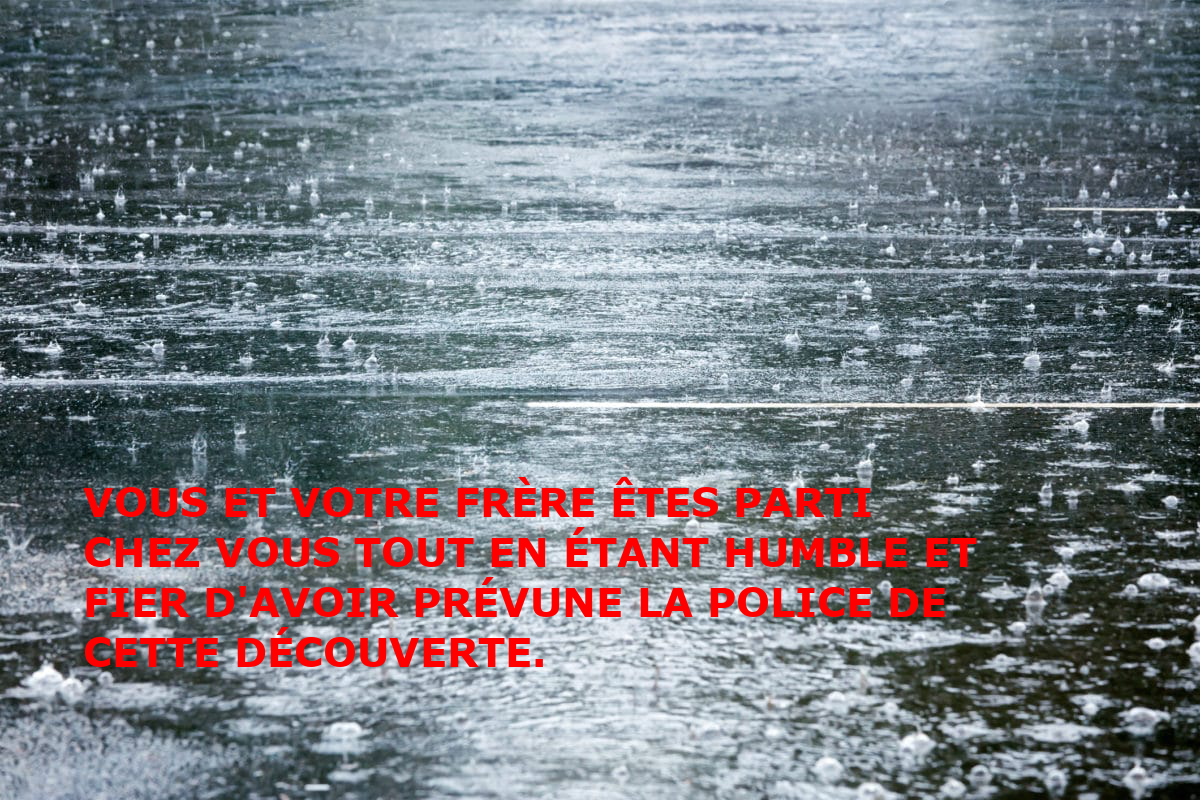 VOUS ET VOTRE FRÈRE ÊTES PARTI
CHEZ VOUS TOUT EN ÉTANT HUMBLE ET
FIER D'AVOIR PRÉVUNE LA POLICE DE
CETTE DÉCOUVERTE.